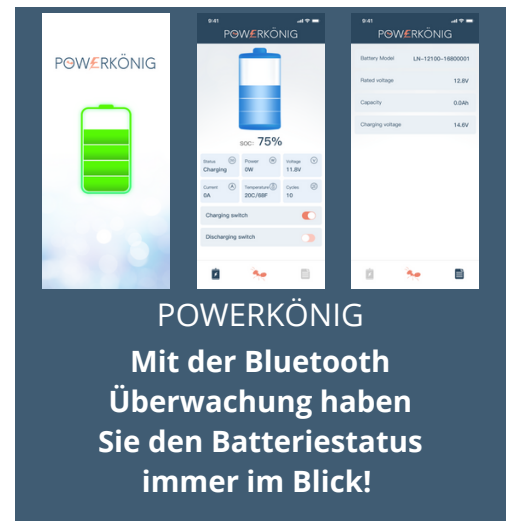 POWERKÖNIG
9:41
POWERKÖNIG
SOC: 75%
Status
Charging
Power
0W
Voltage
11.8V
Current
0A
Temperature
20C/68F
Cycles
10
Charging switch
Discharging switch
9:41
POWERKÖNIG
Battery Model LN-12100-16800001
Rated voltage 12.8V
Capacity 0.0Ah
Charging voltage 14.6V
POWERKÖNIG
Mit der Bluetooth
Überwachung haben
Sie den Batteriestatus
immer im Blick!